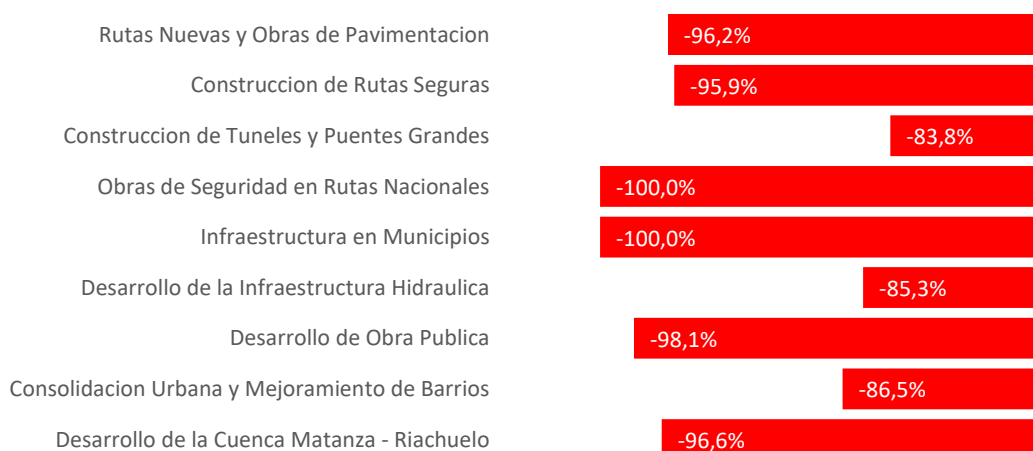 Rutas Nuevas y Obras de Pavimentacion -96,2%
Construccion de Rutas Seguras -95,9%
Construccion de Tuneles y Puentes Grandes -83,8%
Obras de Seguridad en Rutas Nacionales -100,0%
Infraestructura en Municipios -100,0%
Desarrollo de la Infraestructura Hidraulica -85,3%
Desarrollo de Obra Publica -98,1%
Consolidacion Urbana y Mejoramiento de Barrios -86,5%
Desarrollo de la Cuenca Matanza - Riachuelo -96,6%